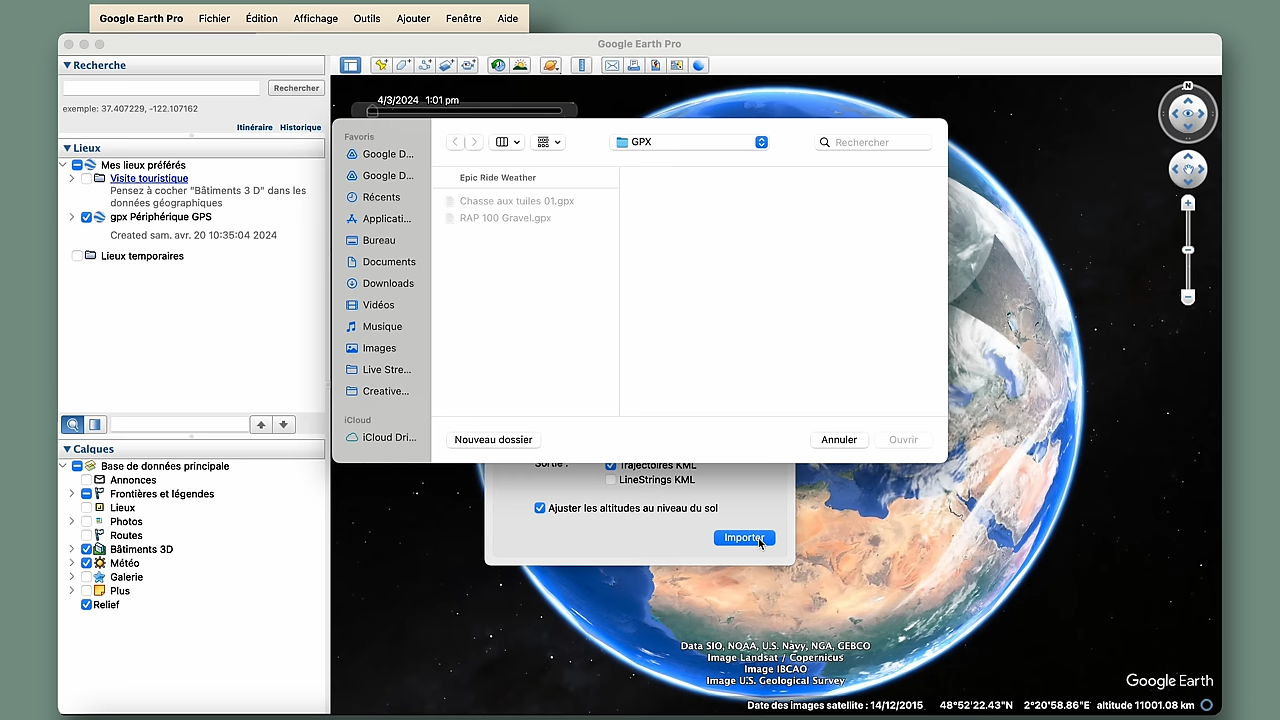 Google Earth Pro Fichier Édition Affichage Outils Ajouter Fenêtre Aide
Google Earth Pro
Recherche
Rechercher
exemple: 37.407229, -122.107162
Itinéraire Historique
Lieux
Mes lieux préférés
Visite touristique
Pensez à cocher "Bâtiments 3 D" dans les
données géographiques
gpx Périphérique GPS
Created sam. avr. 20 10:35:04 2024
Lieux temporaires
Calques
Base de données principale
Annonces
Frontières et légendes
Lieux
Photos
Routes
Bâtiments 3D
Météo
Galerie
Plus
Relief
4/3/2024 1:01 pm
N
Favoris
Google D...
Google D...
Récents
Applicati...
Bureau
Documents
Downloads
Vidéos
Musique
Images
Live Stre...
Creative...
iCloud
iCloud Dri...
GPX
Rechercher
Epic Ride Weather
Chasse aux tuiles 01.gpx
RAP 100 Gravel.gpx
Nouveau dossier
Annuler
Ouvrir
Sortie :
Trajectoires KML
LineStrings KML
Ajuster les altitudes au niveau du sol
Importer
Data SIO, NOAA, U.S. Navy, NGA, GEBCO
Image Landsat / Copernicus
Image IBCAO
Image U.S. Geological Survey
Google Earth
Date des images satellite : 14/12/2015 48°52'22.43"N 2°20'58.86"E altitude 11001.08 km